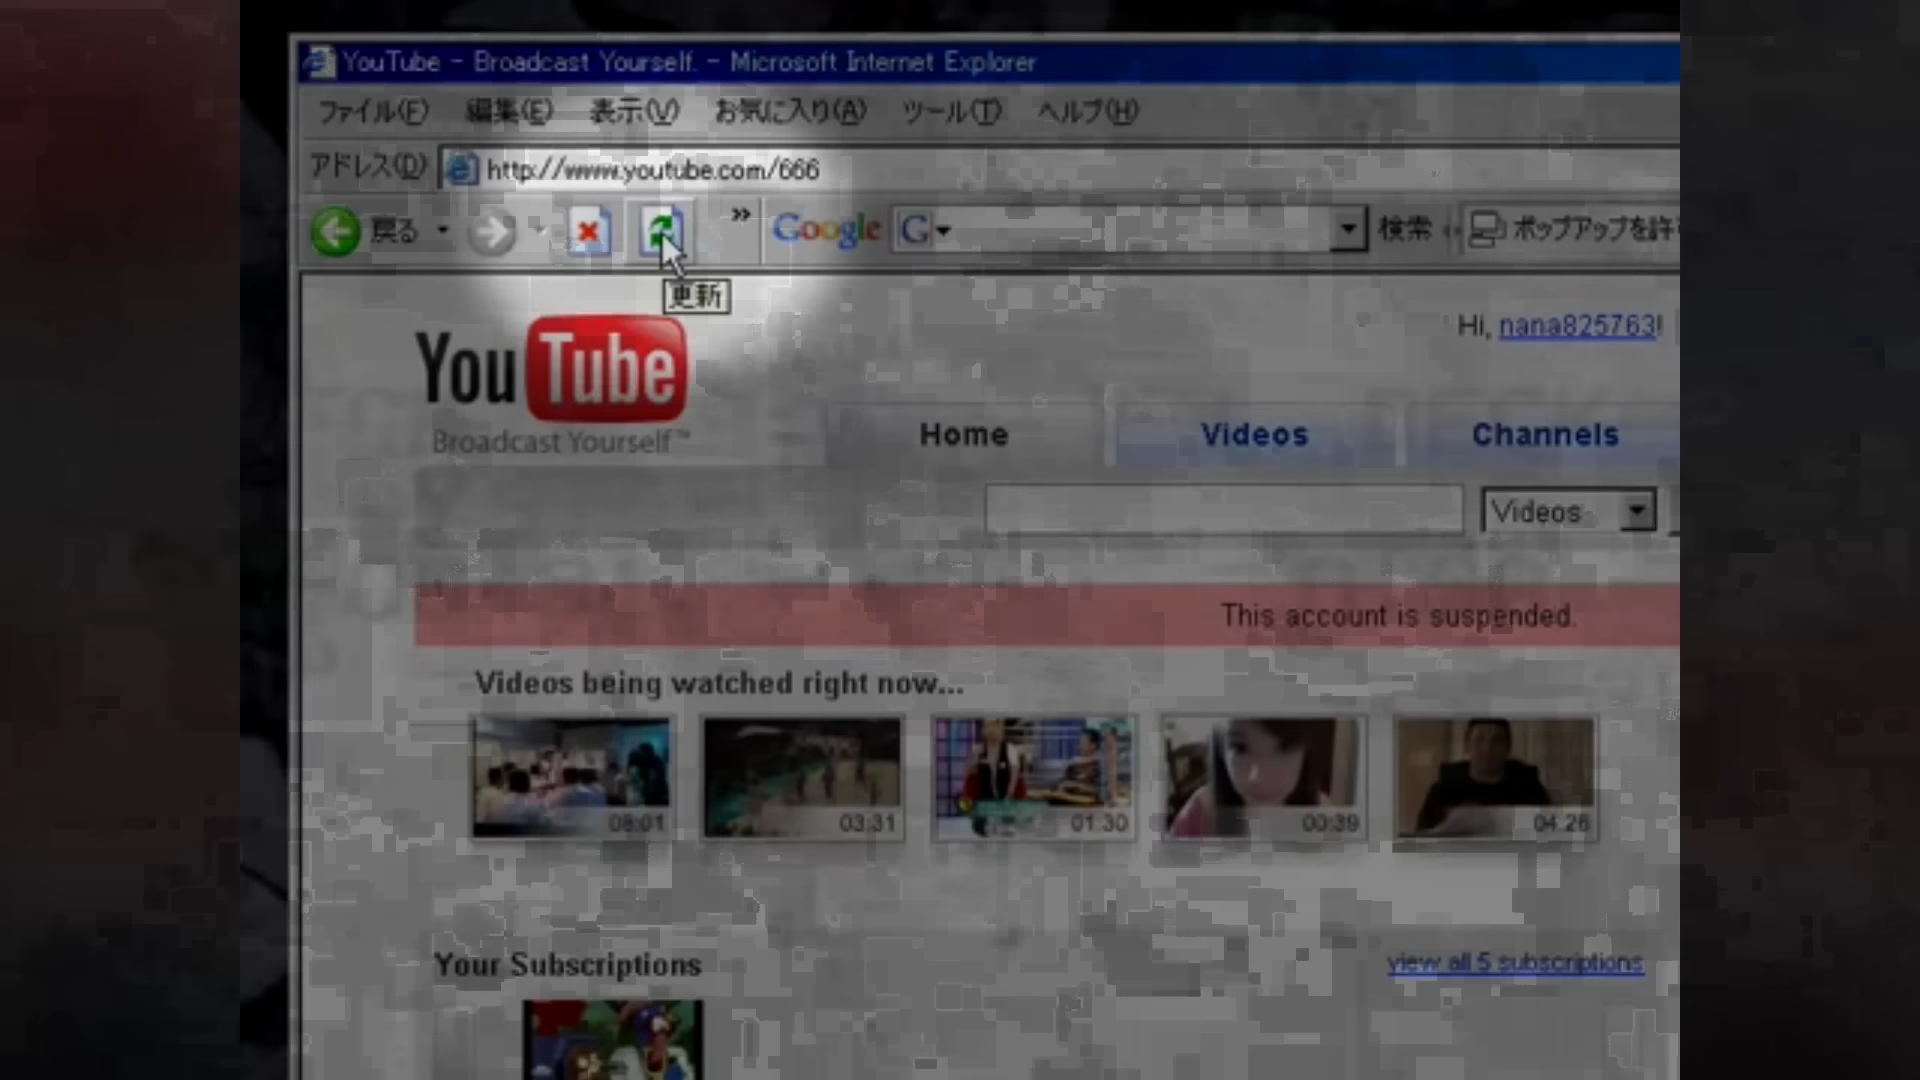 YouTube - Broadcast Yourself. - Microsoft Internet Explorer
ファイル(F) 編集(E) 表示(V) お気に入り(A) ツール(T) ヘルプ(H)
アドレス(D) http://www.youtube.com/666
戻る » Google G 検索 ポップアップを許
更新
YouTube
Broadcast Yourself™
Hi, nana825763!
Home Videos Channels
Videos
This account is suspended.
Videos being watched right now...
08:01 03:31 01:30 00:39 04:26
Your Subscriptions view all 5 subscriptions